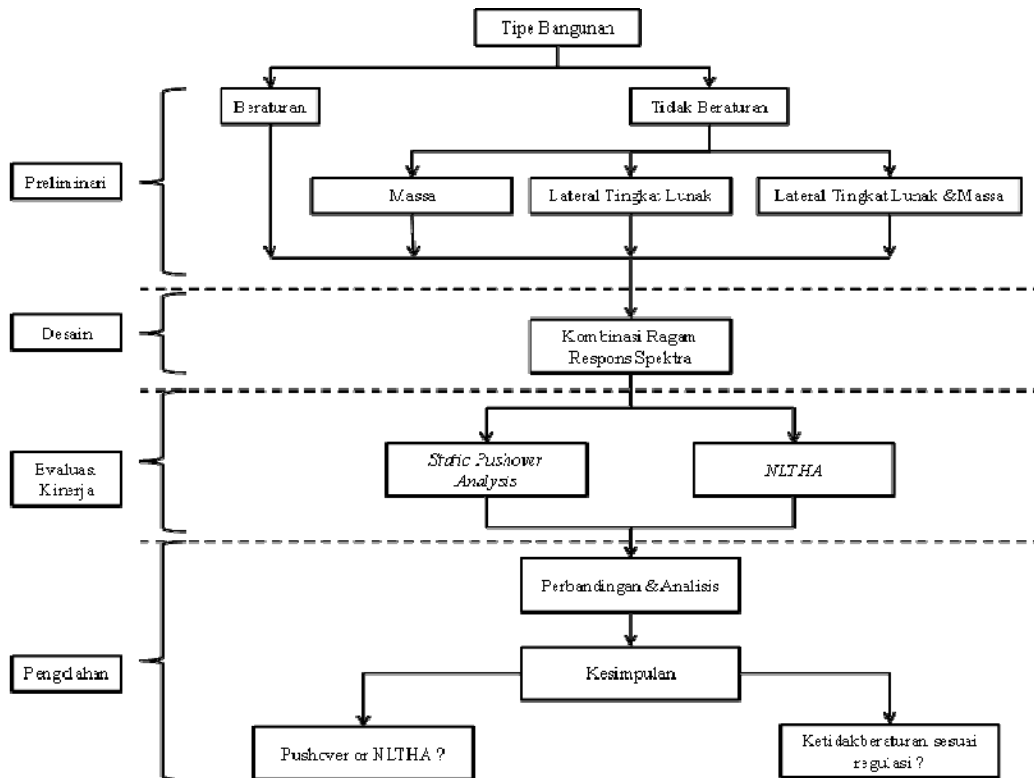 Tipe Bangunan
Beraturan
Tidak Beraturan
Preliminari
Massa
Lateral Tingkat Lunak
Lateral Tingkat Lunak & Massa
Desain
Kombinasi Ragam
Respons Spektra
Evaluasi
Kinerja
Static Pushover
Analysis
NLTHA
Perbandingan & Analisis
Pengolahan
Kesimpulan
Pushover or NLTHA ?
Ketidakberaturan sesuai
regulasi ?